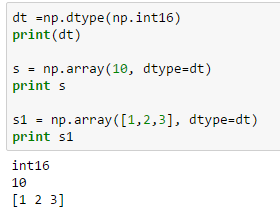 dt =np.dtype(np.int16)
print(dt)
s = np.array(10, dtype=dt)
print s
s1 = np.array([1,2,3], dtype=dt)
print s1
int16
10
[1 2 3]